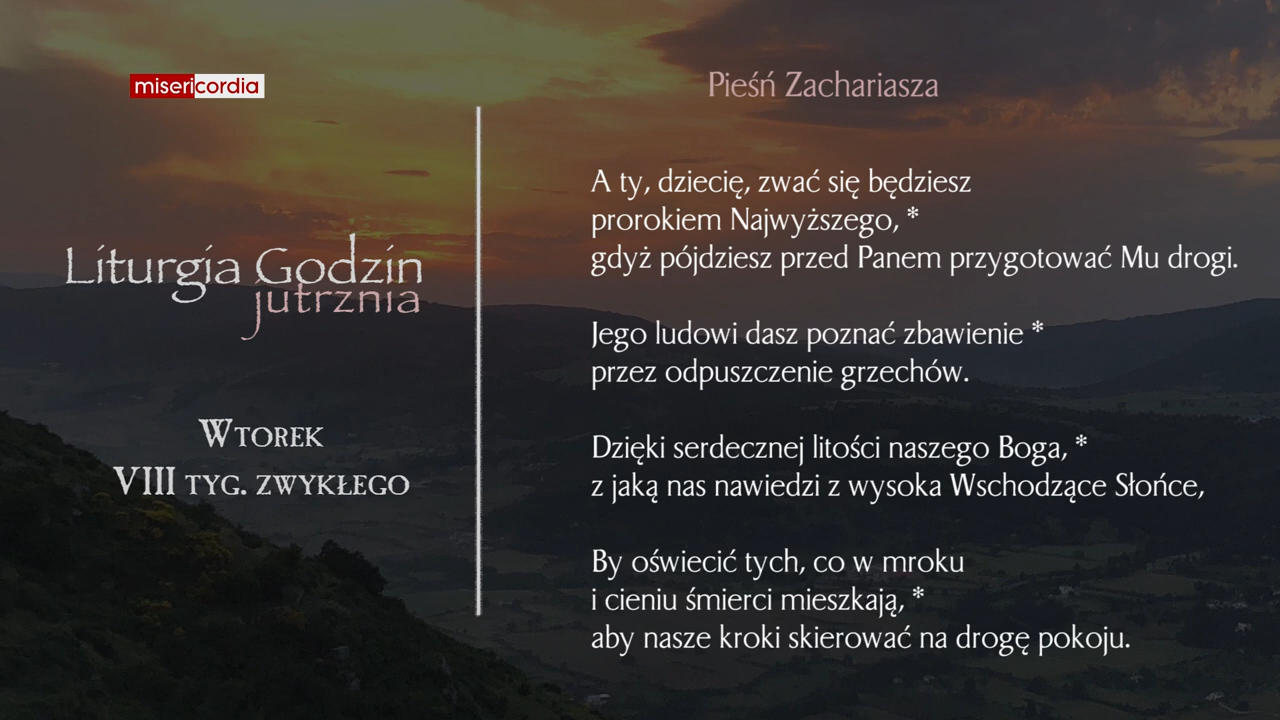 misericordia
Liturgia Godzin
jutrznia
Wtorek
VIII tyg. zwykłego
Pieśń Zachariasza
A ty, dziecię, zwać się będziesz
prorokiem Najwyższego, *
gdyż pójdziesz przed Panem przygotować Mu drogi.
Jego ludowi dasz poznać zbawienie *
przez odpuszczenie grzechów.
Dzięki serdecznej litości naszego Boga, *
z jaką nas nawiedzi z wysoka Wschodzące Słońce,
By oświecić tych, co w mroku
i cieniu śmierci mieszkają, *
aby nasze kroki skierować na drogę pokoju.